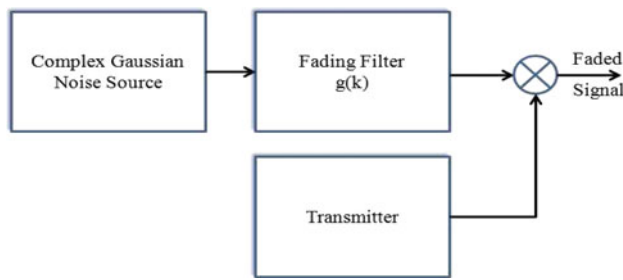 Complex Gaussian
Noise Source
Fading Filter
g(k)
Faded
Signal
Transmitter